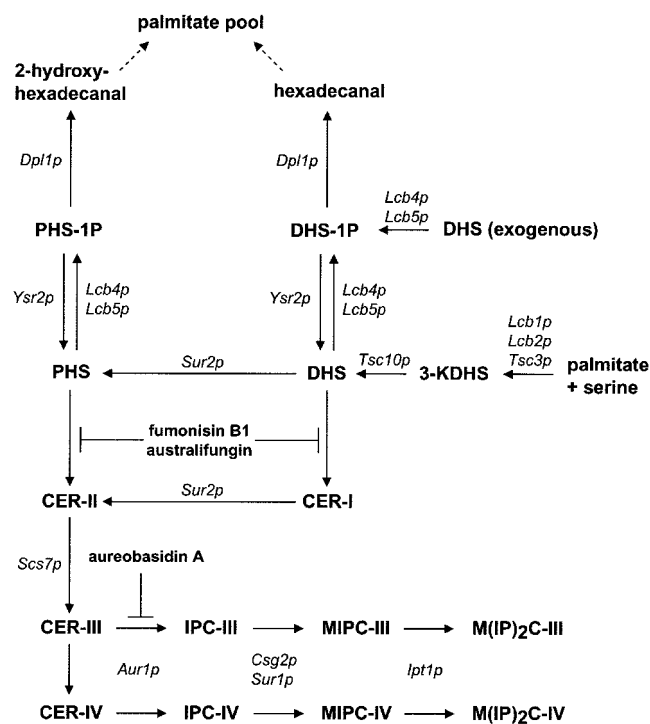 palmitate pool
2-hydroxy-
hexadecanal
hexadecanal
Dpl1p
Dpl1p
Lcb4p
Lcb5p
PHS-1P
DHS-1P
DHS (exogenous)
Ysr2p
Lcb4p
Lcb5p
Ysr2p
Lcb4p
Lcb5p
Lcb1p
Lcb2p
Tsc3p
PHS
Sur2p
DHS
Tsc10p
3-KDHS
palmitate
+ serine
fumonisin B1
australifungin
CER-II
Sur2p
CER-I
Scs7p
aureobasidin A
CER-III
IPC-III
MIPC-III
M(IP)2C-III
Aur1p
Csg2p
Sur1p
Ipt1p
CER-IV
IPC-IV
MIPC-IV
M(IP)2C-IV